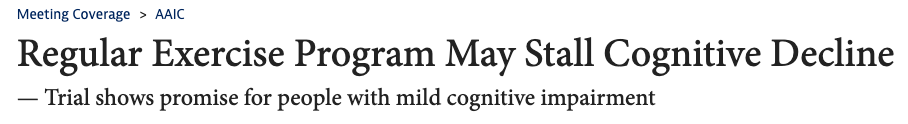 Meeting Coverage > AAIC
Regular Exercise Program May Stall Cognitive Decline
— Trial shows promise for people with mild cognitive impairment